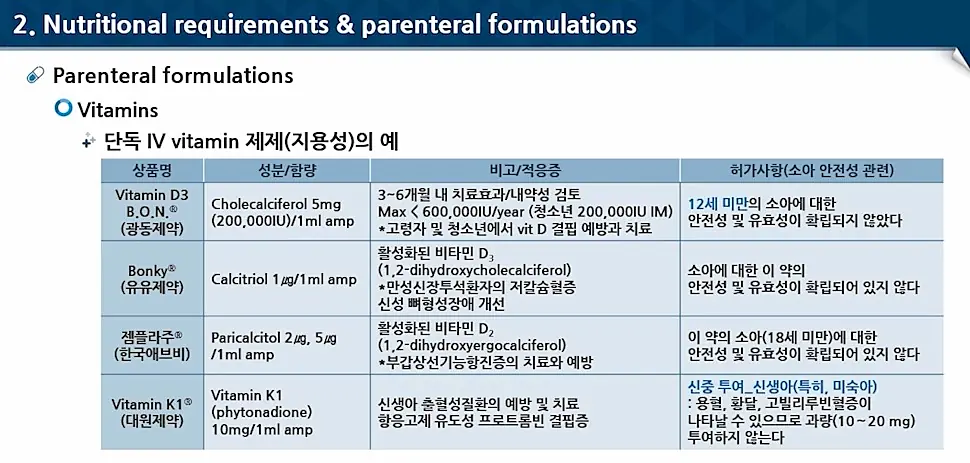 2. Nutritional requirements & parenteral formulations
Parenteral formulations
Vitamins
단독 IV vitamin 제제(지용성)의 예
상품명 성분/함량 비고/적응증 허가사항(소아 안전성 관련)
Vitamin D3
B.O.N.®
(광동제약)
Cholecalciferol 5mg
(200,000IU)/1ml amp
3~6개월 내 치료효과/내약성 검토
Max < 600,000IU/year (청소년 200,000IU IM)
*고령자 및 청소년에서 vit D 결핍 예방과 치료
12세 미만의 소아에 대한
안전성 및 유효성이 확립되지 않았다
Bonky®
(유유제약)
Calcitriol 1㎍/1ml amp
활성화된 비타민 D₃
(1,2-dihydroxycholecalciferol)
*만성신장투석환자의 저칼슘혈증
신성 뼈형성장애 개선
소아에 대한 이 약의
안전성 및 유효성이 확립되어 있지 않다
젬플라주®
(한국애브비)
Paricalcitol 2㎍, 5㎍
/1ml amp
활성화된 비타민 D₂
(1,2-dihydroxyergocalciferol)
*부갑상선기능항진증의 치료와 예방
이 약의 소아(18세 미만)에 대한
안전성 및 유효성이 확립되어 있지 않다
Vitamin K1®
(대원제약)
Vitamin K1
(phytonadione)
10mg/1ml amp
신생아 출혈성질환의 예방 및 치료
항응고제 유도성 프로트롬빈 결핍증
신중 투여_신생아(특히, 미숙아)
: 용혈, 황달, 고빌리루빈혈증이
나타날 수 있으므로 과량(10~20 mg)
투여하지 않는다